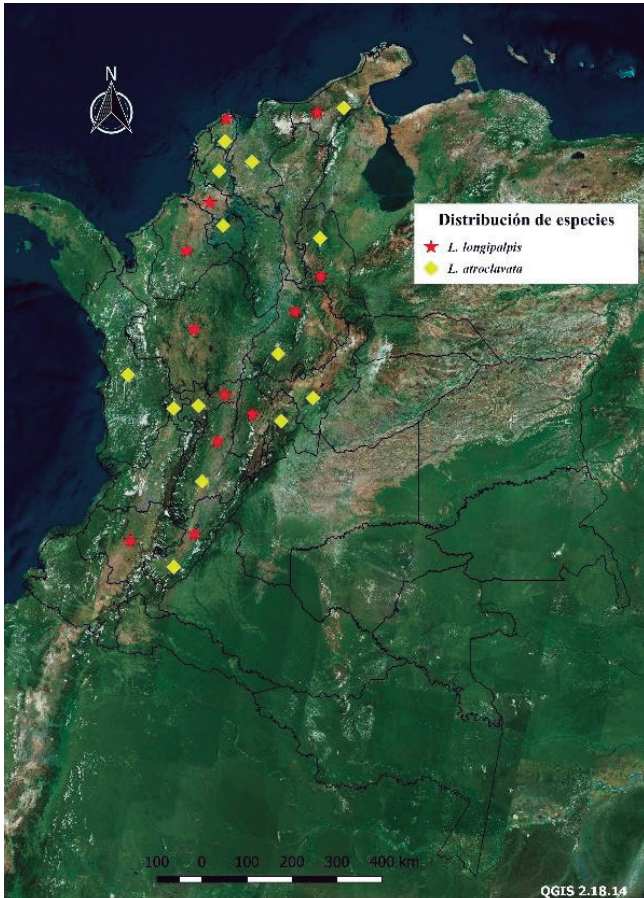 N
Distribución de especies
L. longipalpis
L. atroclavata
100 0 100 200 300 400 km
QGIS 2.18.14